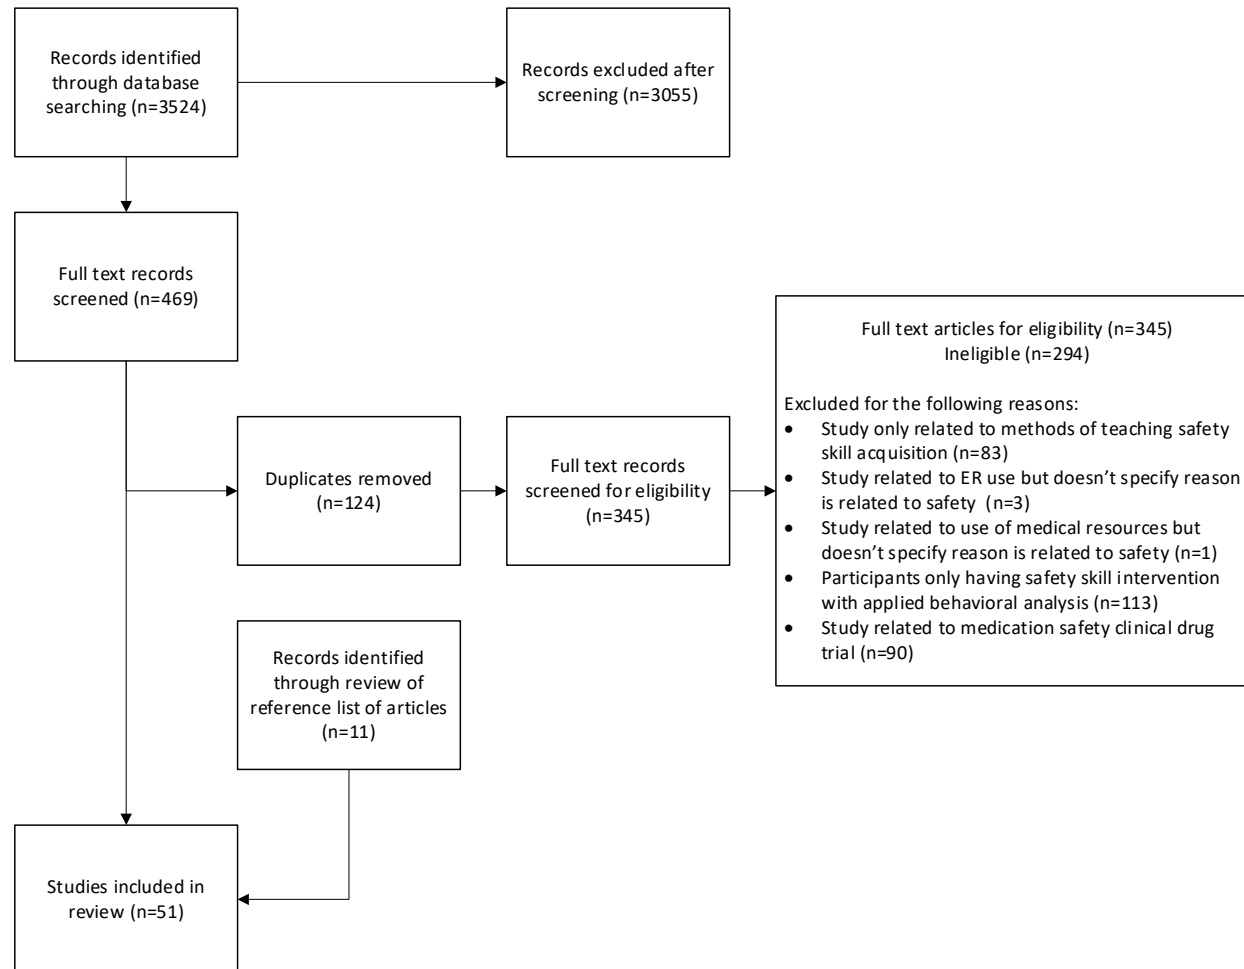 Records identified
through database
searching (n=3524)
Records excluded after
screening (n=3055)
Full text records
screened (n=469)
Duplicates removed
(n=124)
Full text records
screened for eligibility
(n=345)
Full text articles for eligibility (n=345)
Ineligible (n=294)
Excluded for the following reasons:
• Study only related to methods of teaching safety
skill acquisition (n=83)
• Study related to ER use but doesn’t specify reason
is related to safety (n=3)
• Study related to use of medical resources but
doesn’t specify reason is related to safety (n=1)
• Participants only having safety skill intervention
with applied behavioral analysis (n=113)
• Study related to medication safety clinical drug
trial (n=90)
Records identified
through review of
reference list of articles
(n=11)
Studies included in
review (n=51)